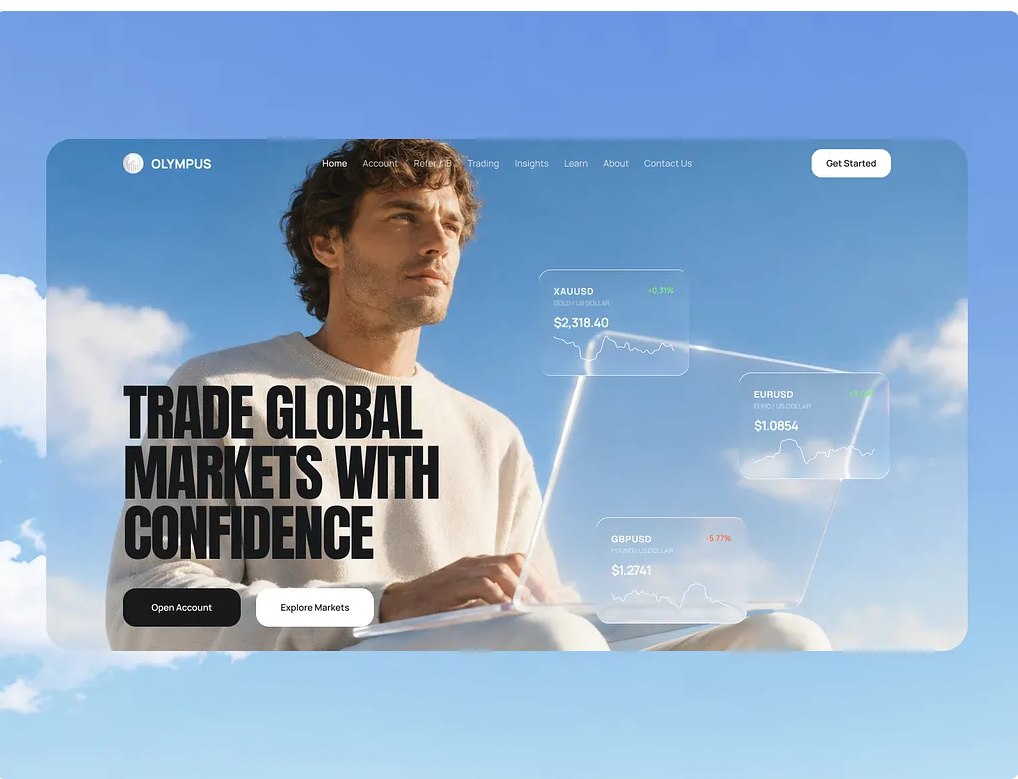 OLYMPUS
Home Account Refer / IB Trading Insights Learn About Contact Us
Get Started
XAUUSD +0.31%
GOLD / US DOLLAR
$2,318.40
EURUSD
EURO / US DOLLAR
$1.0854
GBPUSD -5.77%
POUND / US DOLLAR
$1.2741
TRADE GLOBAL
MARKETS WITH
CONFIDENCE
Open Account Explore Markets